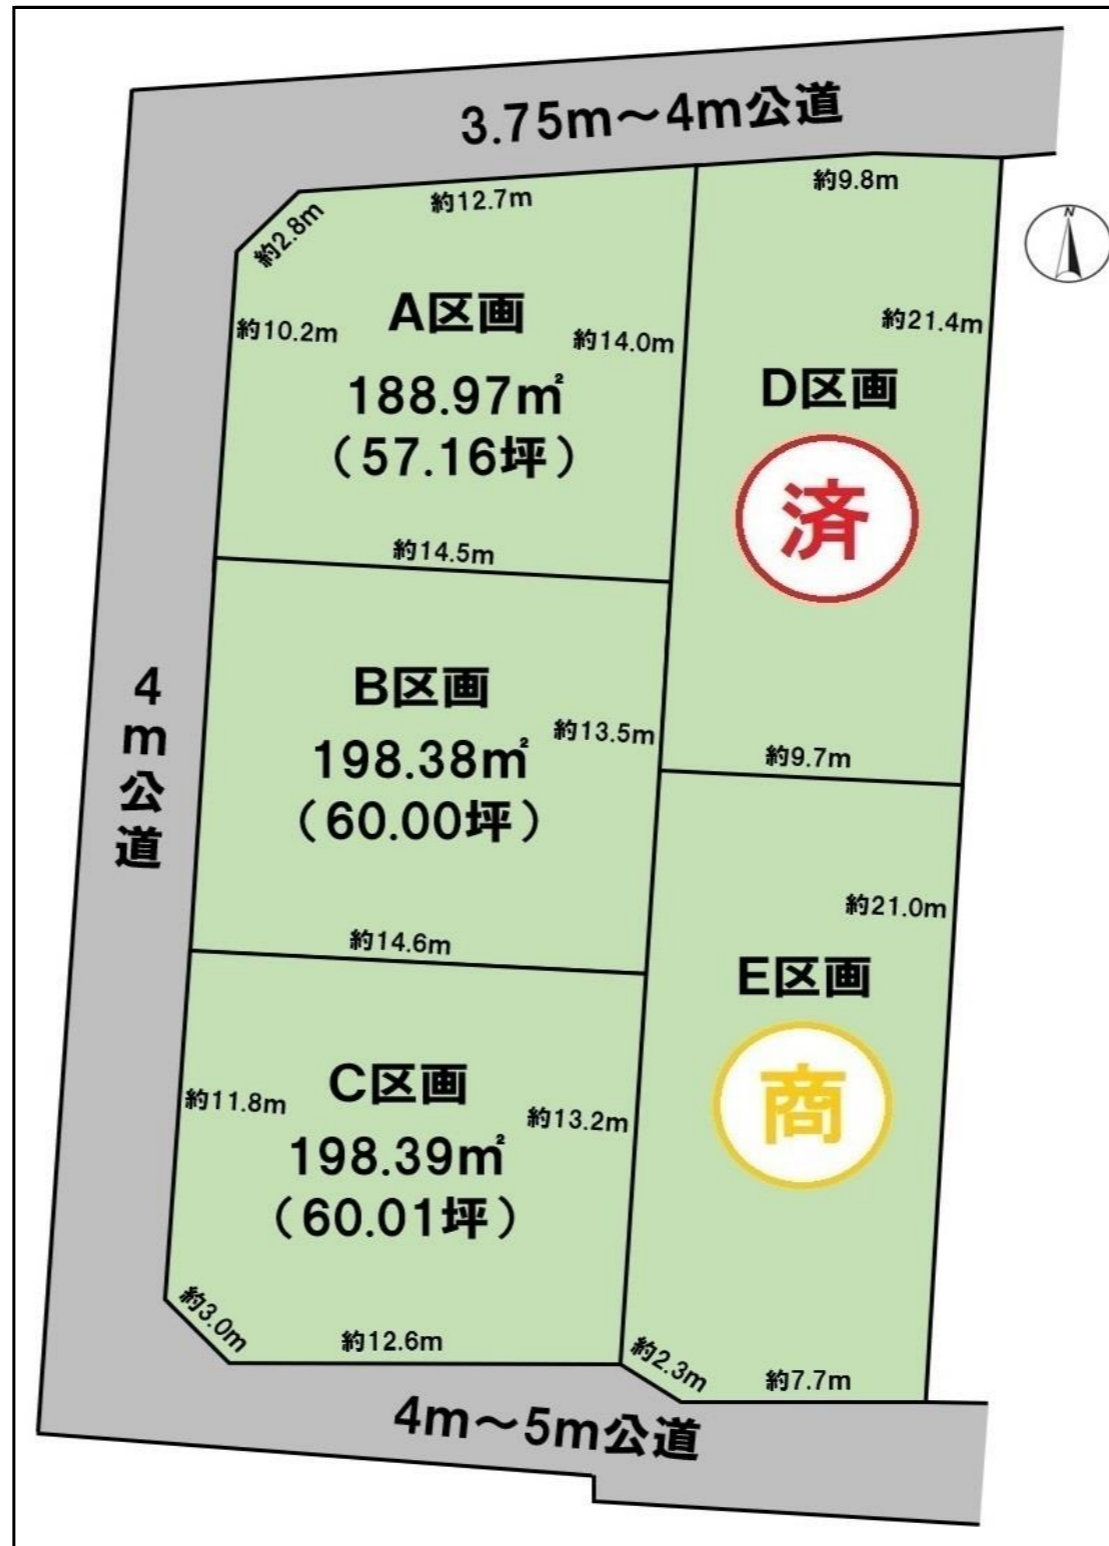 3.75m～4m公道
約9.8m
N
約12.7m
約2.8m
A区画
約10.2m
約14.0m
約21.4m
188.97㎡
（57.16坪）
D区画
済
約14.5m
4m公道
B区画
約13.5m
198.38㎡
（60.00坪）
約9.7m
約14.6m
約21.0m
E区画
商
C区画
約11.8m
約13.2m
198.39㎡
（60.01坪）
約3.0m
約12.6m
約2.3m
約7.7m
4m～5m公道